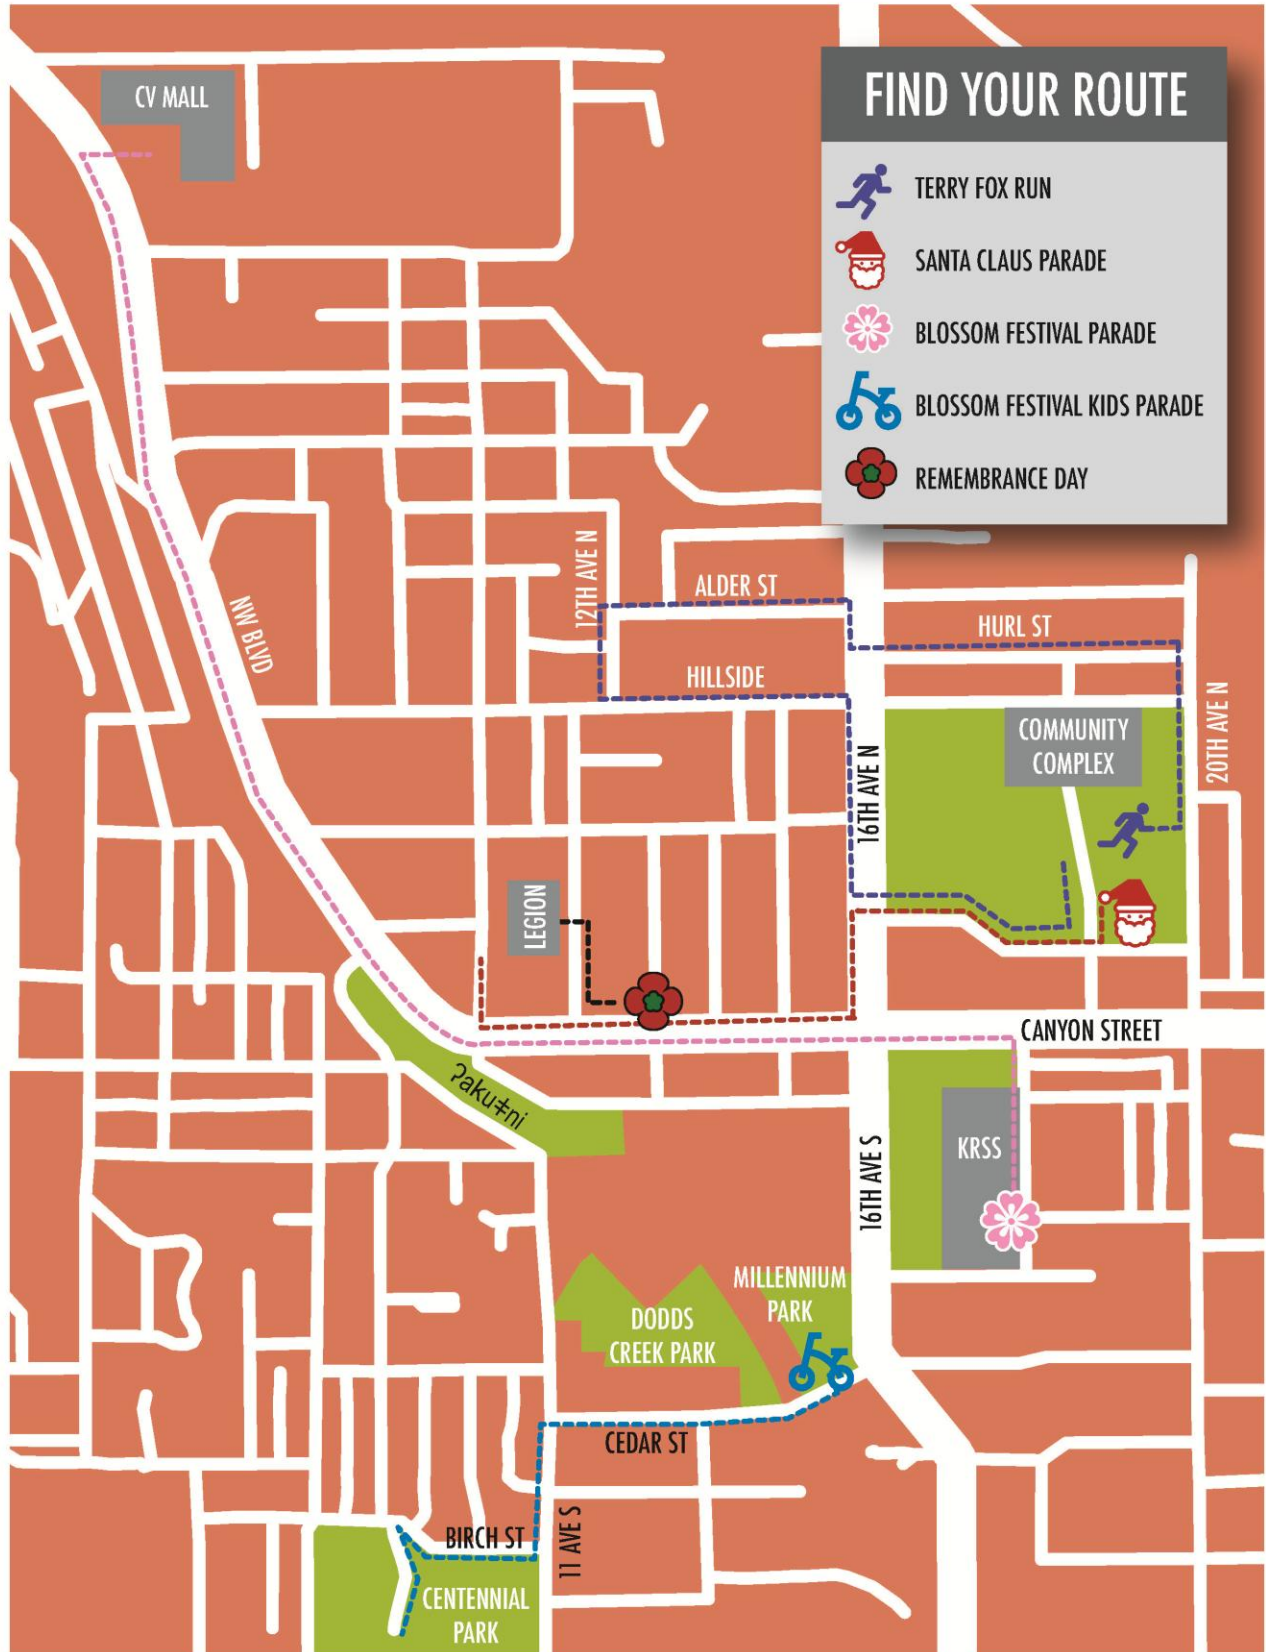 CV MALL
FIND YOUR ROUTE
TERRY FOX RUN
SANTA CLAUS PARADE
BLOSSOM FESTIVAL PARADE
BLOSSOM FESTIVAL KIDS PARADE
REMEMBRANCE DAY
12TH AVE N
ALDER ST
HURL ST
NW BLVD
HILLSIDE
20TH AVE N
COMMUNITY
COMPLEX
16TH AVE N
LEGION
CANYON STREET
ʔakuǂni
KRSS
16TH AVE S
MILLENNIUM
PARK
DODDS
CREEK PARK
CEDAR ST
BIRCH ST
11 AVE S
CENTENNIAL
PARK